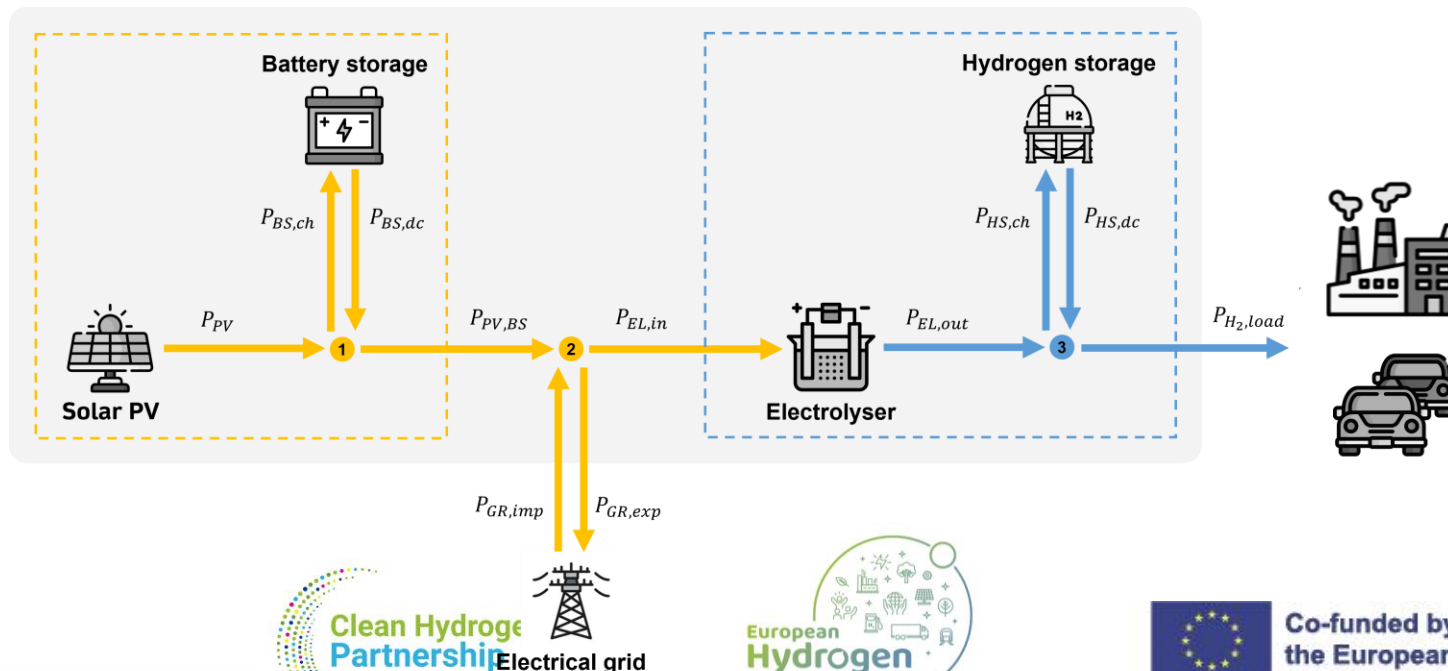 Battery storage
Hydrogen storage
+ -
H2
P_{BS,ch}
P_{BS,dc}
P_{HS,ch}
P_{HS,dc}
P_{PV}
P_{PV,BS}
P_{EL,in}
+ -
P_{EL,out}
P_{H_2,load}
1
2
3
Solar PV
Electrolyser
P_{GR,imp}
P_{GR,exp}
Clean Hydroge
Partnership
Electrical grid
European
Hydrogen
Co-funded by
the European